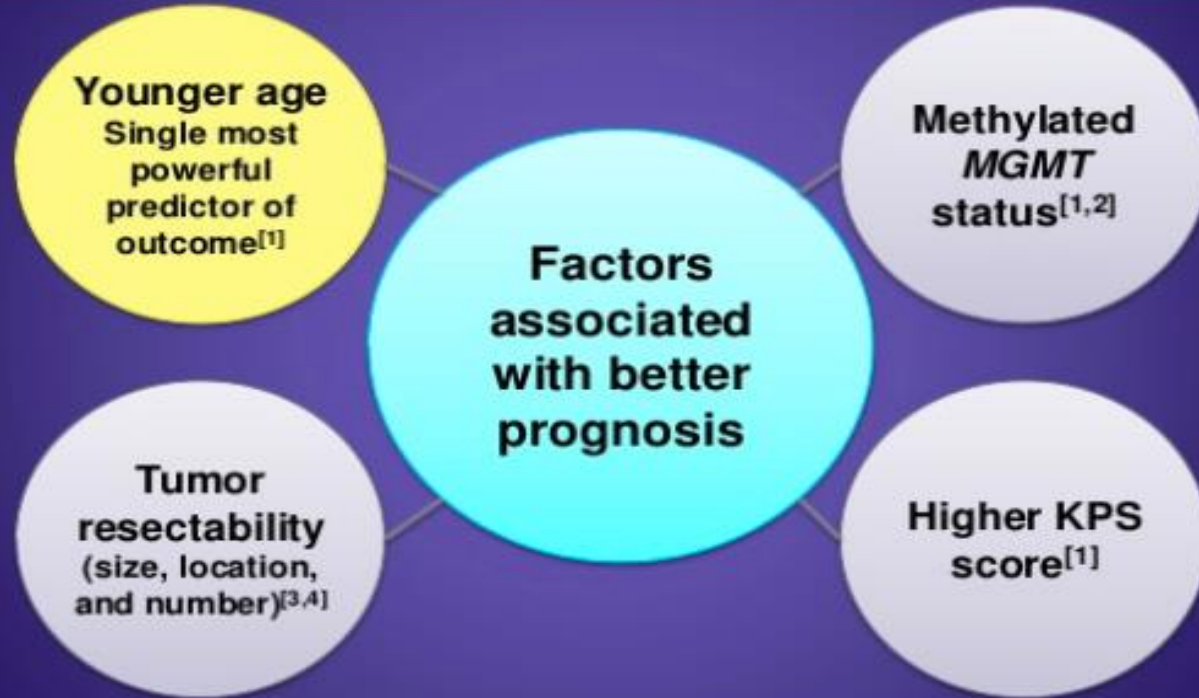 Younger age
Single most
powerful
predictor of
outcome[1]
Methylated
MGMT
status[1,2]
Factors
associated
with better
prognosis
Tumor
resectability
(size, location,
and number)[3,4]
Higher KPS
score[1]